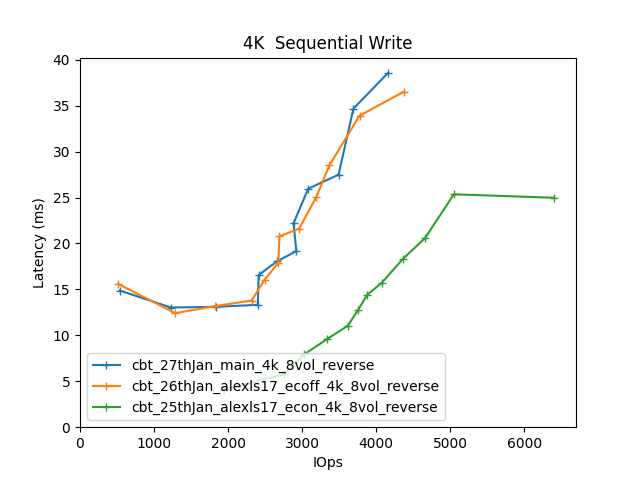 4K  Sequential Write
40
35
30
25
20
15
10
5
0
Latency (ms)
cbt_27thJan_main_4k_8vol_reverse
cbt_26thJan_alexls17_ecoff_4k_8vol_reverse
cbt_25thJan_alexls17_econ_4k_8vol_reverse
0 1000 2000 3000 4000 5000 6000
IOps